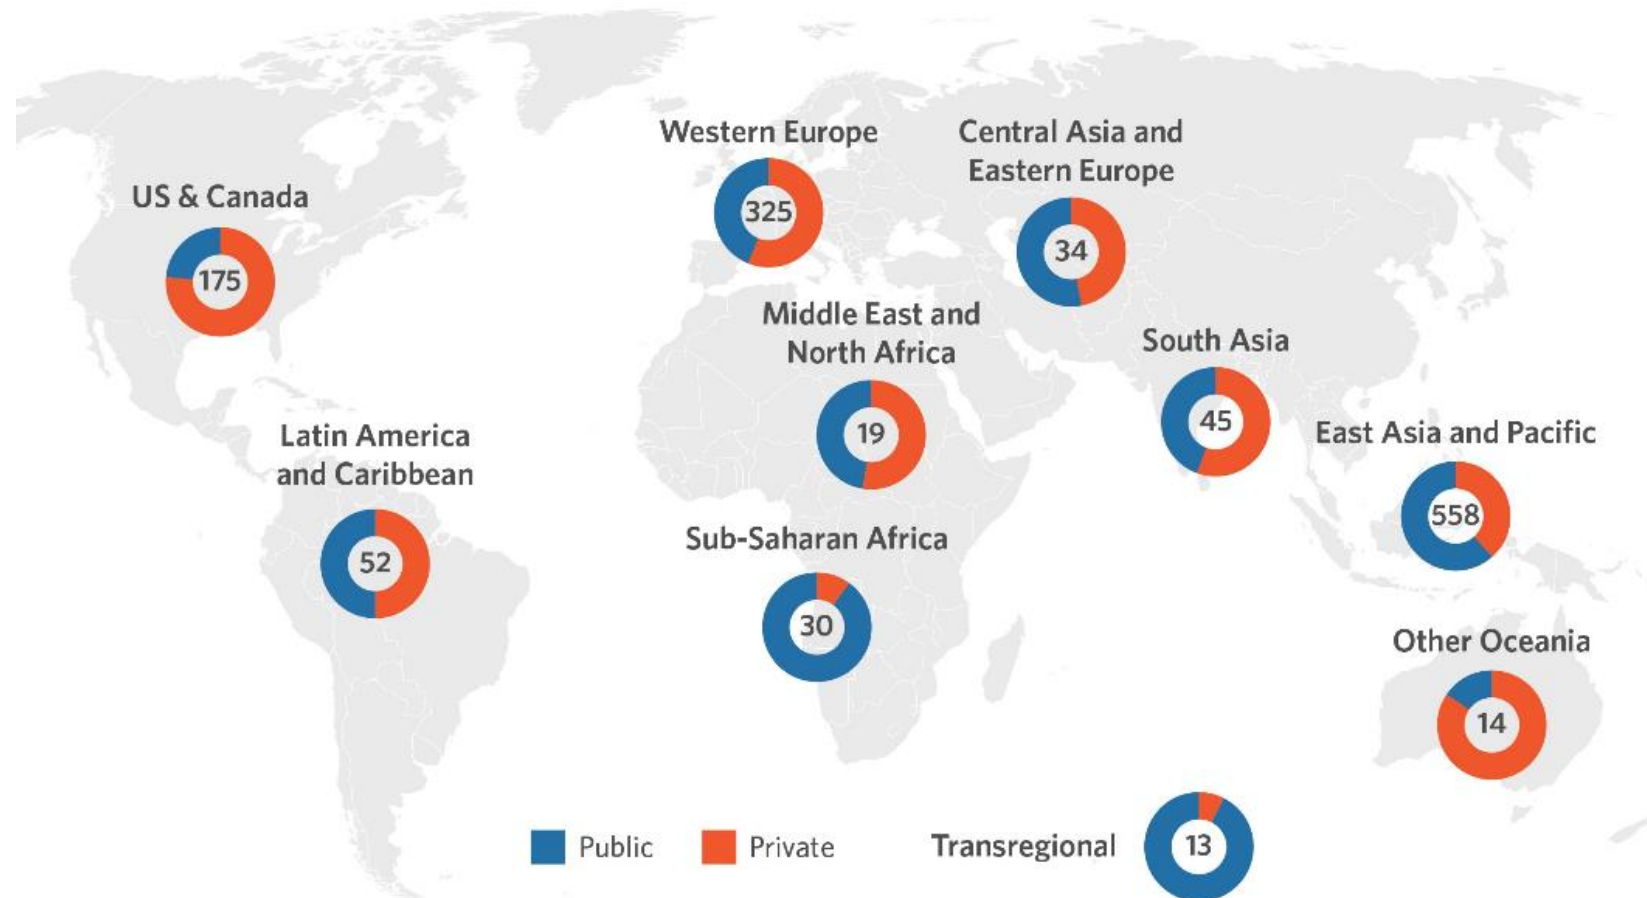 Western Europe
325
Central Asia and
Eastern Europe
34
US & Canada
175
Middle East and
North Africa
19
South Asia
45
Latin America
and Caribbean
52
East Asia and Pacific
558
Sub-Saharan Africa
30
Other Oceania
14
Public
Private
Transregional
13